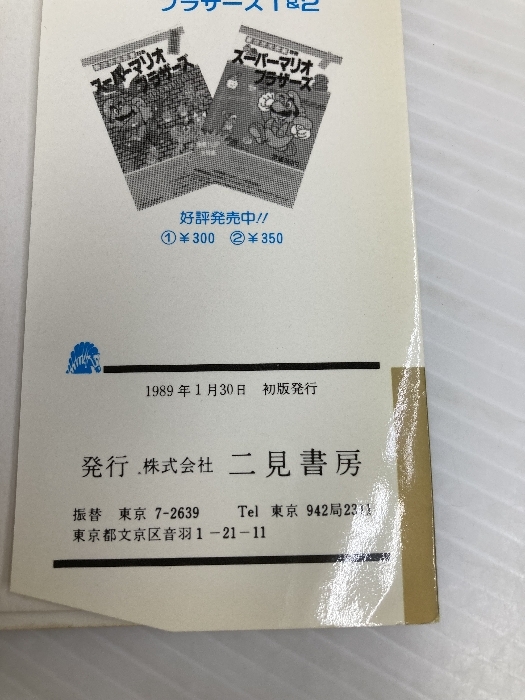 ブラザーズ1&2
スーパーマリオ
ブラザーズ
スーパーマリオ
ブラザーズ
好評発売中!!
①¥300 ②¥350
1989年1月30日 初版発行
発行 株式会社 二見書房
振替 東京 7-2639 Tel 東京 942局2311
東京都文京区音羽1-21-11